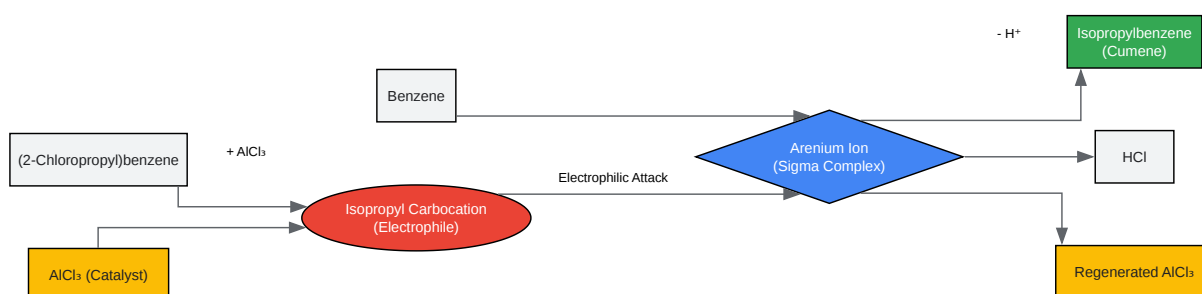 - H⁺
Isopropylbenzene
(Cumene)
Benzene
(2-Chloropropyl)benzene
+ AlCl₃
Arenium Ion
(Sigma Complex)
HCl
Electrophilic Attack
Isopropyl Carbocation
(Electrophile)
AlCl₃ (Catalyst)
Regenerated AlCl₃